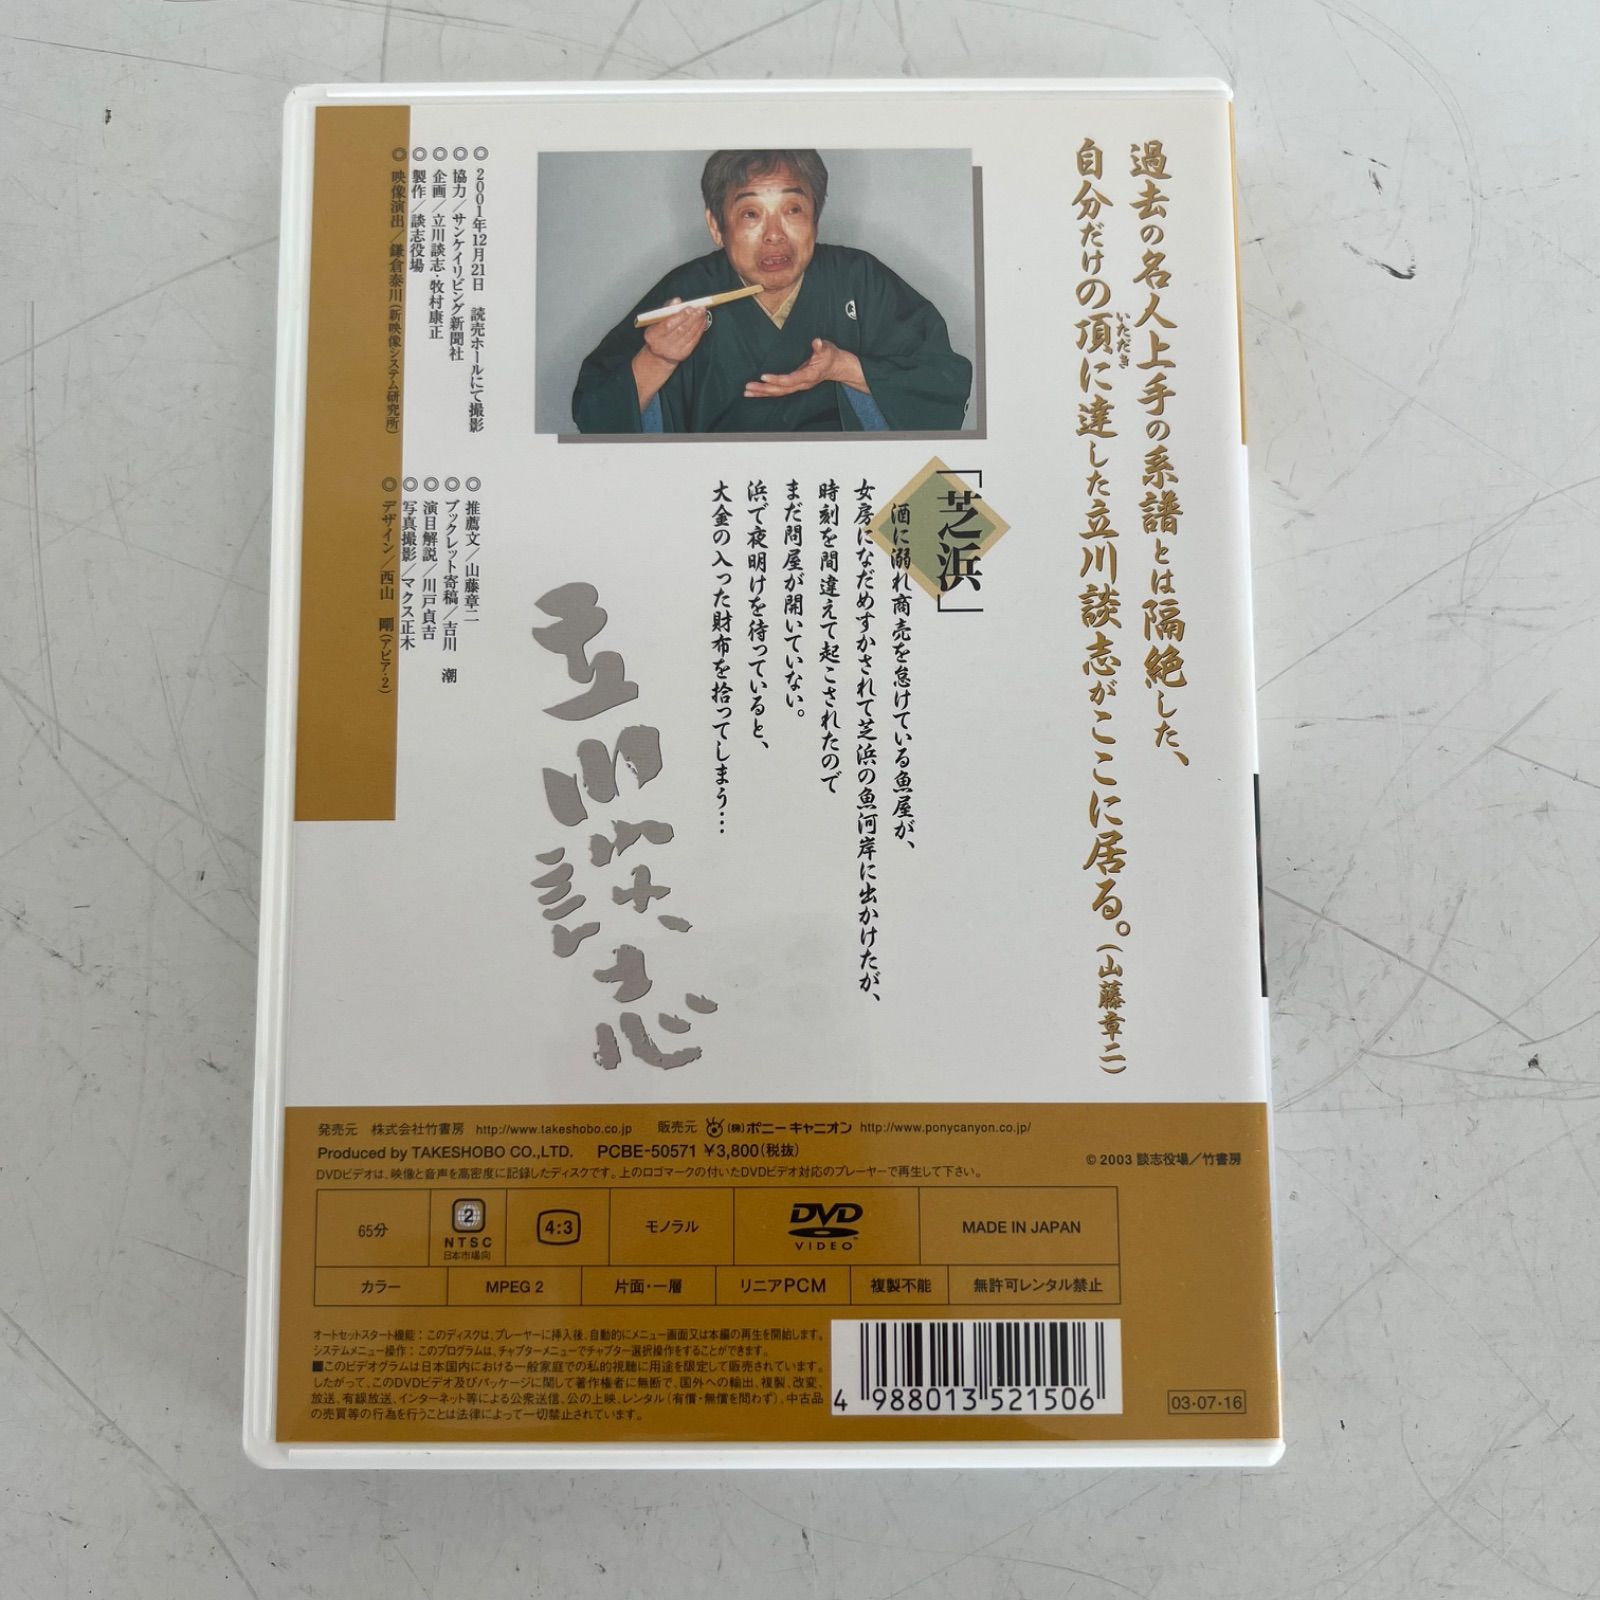 過去の名人上手の系譜とは隔絶した、
自分だけの頂に達した立川談志がここに居る。(山藤章二)
いただき
「芝浜」
酒に溺れ商売を怠けている魚屋が、
女房になだめすかされて芝浜の魚河岸に出かけたが、
時刻を間違えて起こされたので
まだ問屋が開いていない。
浜で夜明けを待っていると、
大金の入った財布を拾ってしまう…
立川談志
◎2001年12月21日 読売ホールにて撮影
◎協力/サンケイリビング新聞社
◎企画/立川談志・牧村康正
◎製作/談志役場
◎映像演出/鎌倉泰川(新映像システム研究所)
◎推薦文/山藤章二
◎ブックレット寄稿/吉川 潮
◎演目解説/川戸貞吉
◎写真撮影/マクス正木
◎デザイン/西山 剛(アピア・2)
発売元 株式会社竹書房 http://www.takeshobo.co.jp 販売元 (株)ポニーキャニオン http://www.ponycanyon.co.jp/
Produced by TAKESHOBO CO.,LTD. PCBE-50571 ¥3,800(税抜)
© 2003 談志役場/竹書房
DVDビデオは、映像と音声を高密度に記録したディスクです。上のロゴマークの付いたDVDビデオ対応のプレーヤーで再生して下さい。
65分 2 NTSC 日本市場向 4:3 モノラル DVD VIDEO MADE IN JAPAN
カラー MPEG 2 片面・一層 リニアPCM 複製不能 無許可レンタル禁止
オートセットスタート機能:このディスクは、プレーヤーに挿入後、自動的にメニュー画面又は本編の再生を開始します。
システムメニュー操作:このプログラムは、チャプターメニューでチャプター選択操作をすることができます。
■このビデオグラムは日本国内における一般家庭での私的視聴に用途を限定して販売されています。
したがって、このDVDビデオ及びパッケージに関して著作権者に無断で、国外への輸出、複製、改変、
放送、有線放送、インターネット等による公衆送信、公の上映、レンタル(有償・無償を問わず)、中古品
の売買等の行為を行うことは法律によって一切禁止されています。
4 988013 521506
03・07・16